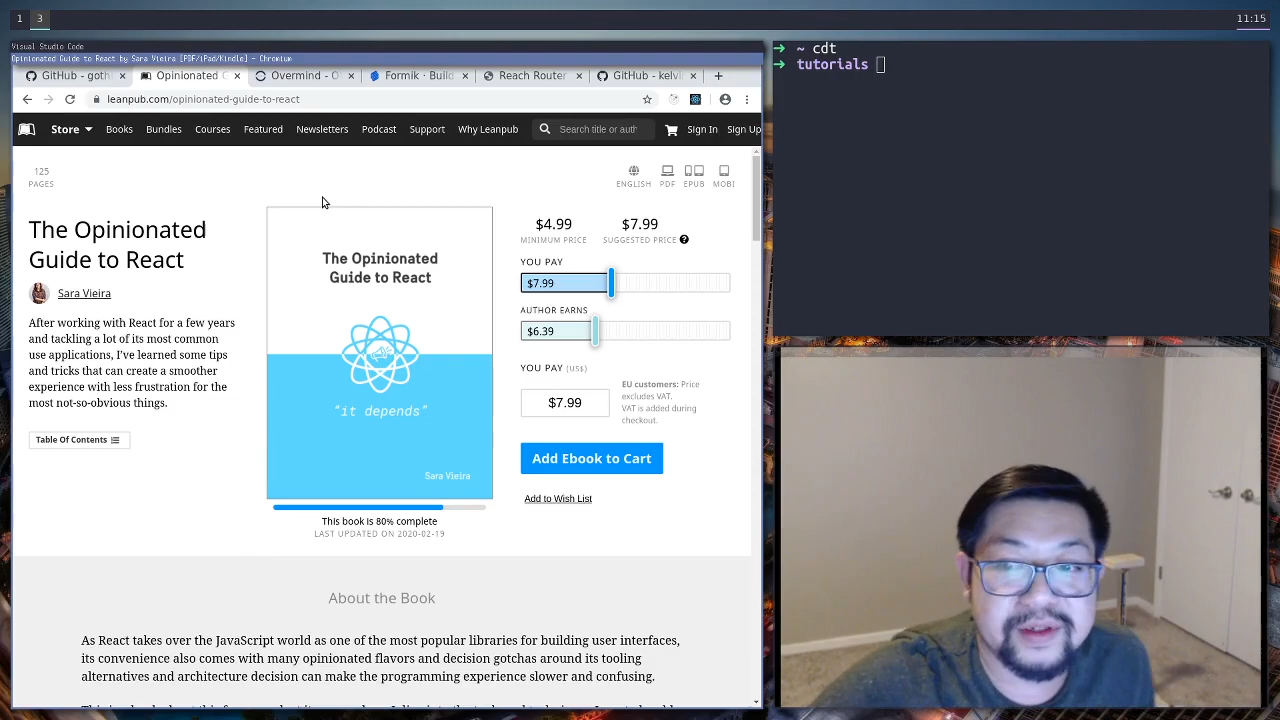 1 3 11:15
Visual Studio Code
Opinionated Guide to React by Sara Vieira [PDF/iPad/Kindle] - Chromium
GitHub - goth × Opinionated G × Overmind - O × Formik · Build × Reach Router × GitHub - kelvi × +
leanpub.com/opinionated-guide-to-react
Store Books Bundles Courses Featured Newsletters Podcast Support Why Leanpub Search title or auth Sign In Sign Up
125
PAGES
ENGLISH PDF EPUB MOBI
The Opinionated
Guide to React
Sara Vieira
After working with React for a few years
and tackling a lot of its most common
use applications, I've learned some tips
and tricks that can create a smoother
experience with less frustration for the
most not-so-obvious things.
Table Of Contents
The Opinionated
Guide to React
"it depends"
Sara Vieira
This book is 80% complete
LAST UPDATED ON 2020-02-19
$4.99 $7.99
MINIMUM PRICE SUGGESTED PRICE ?
YOU PAY
$7.99
AUTHOR EARNS
$6.39
YOU PAY (US$)
$7.99
EU customers: Price
excludes VAT.
VAT is added during
checkout.
Add Ebook to Cart
Add to Wish List
About the Book
As React takes over the JavaScript world as one of the most popular libraries for building user interfaces,
its convenience also comes with many opinionated flavors and decision gotchas around its tooling
alternatives and architecture decision can make the programming experience slower and confusing.
➜ ~ cdt
➜ tutorials